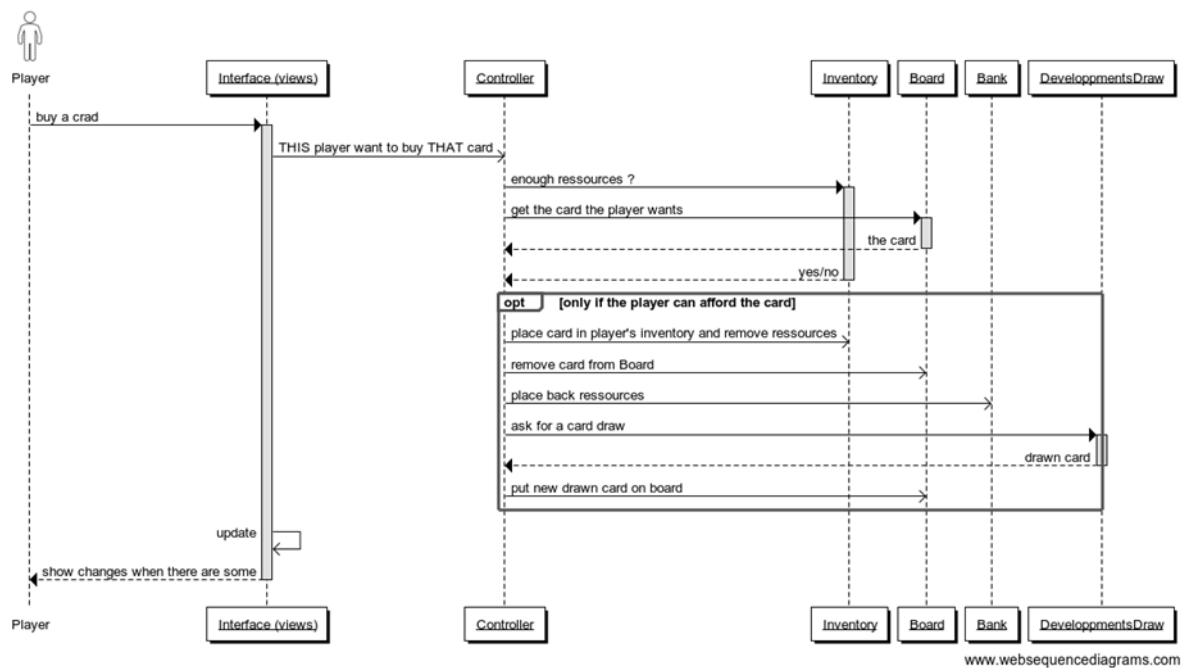 Player
Interface (views)
Controller
Inventory
Board
Bank
DeveloppmentsDraw
buy a crad
THIS player want to buy THAT card
enough ressources ?
get the card the player wants
the card
yes/no
opt
[only if the player can afford the card]
place card in player's inventory and remove ressources
remove card from Board
place back ressources
ask for a card draw
drawn card
put new drawn card on board
update
show changes when there are some
Player
Interface (views)
Controller
Inventory
Board
Bank
DeveloppmentsDraw
www.websequencediagrams.com